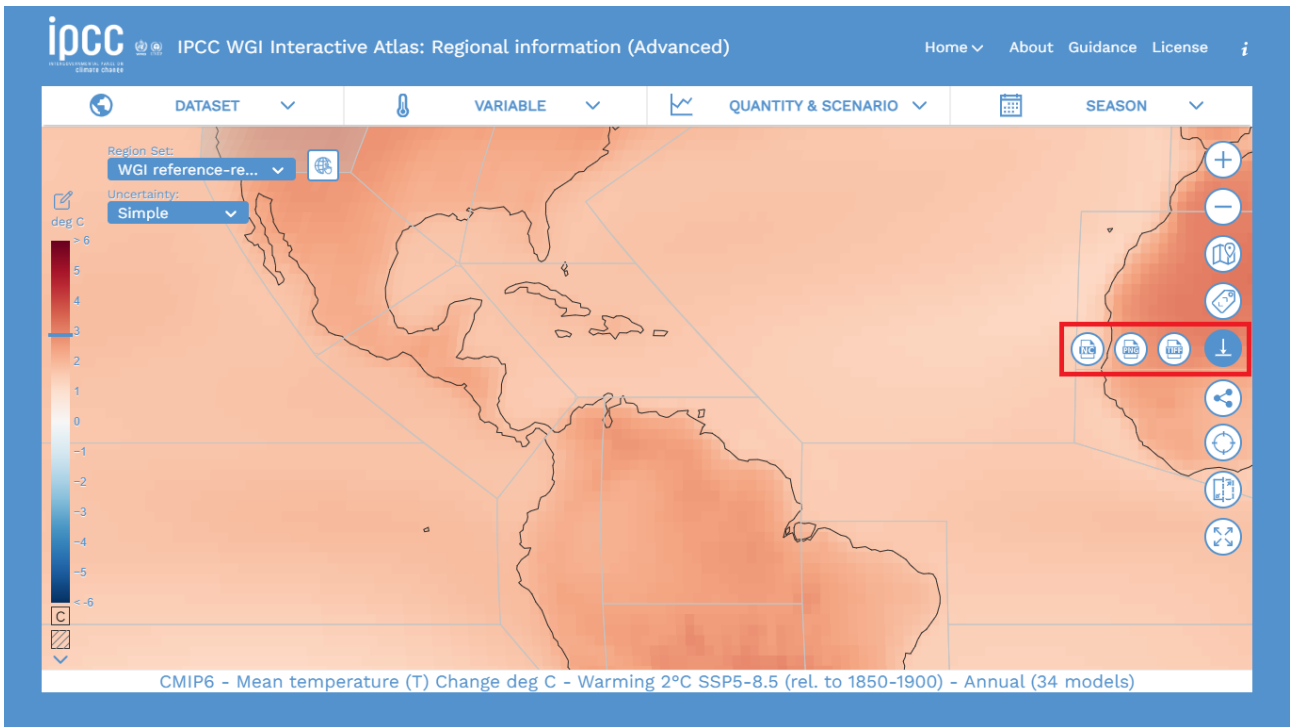 ipcc
INTERGOVERNMENTAL PANEL ON
climate change
IPCC WGI Interactive Atlas: Regional information (Advanced)
Home About Guidance License i
DATASET VARIABLE QUANTITY & SCENARIO SEASON
Region Set:
WGI reference-re...
Uncertainty:
Simple
deg C
> 6
5
4
3
2
1
0
−1
−2
−3
−4
−5
< -6
C
NC PNG TIFF
CMIP6 - Mean temperature (T) Change deg C - Warming 2°C SSP5-8.5 (rel. to 1850-1900) - Annual (34 models)